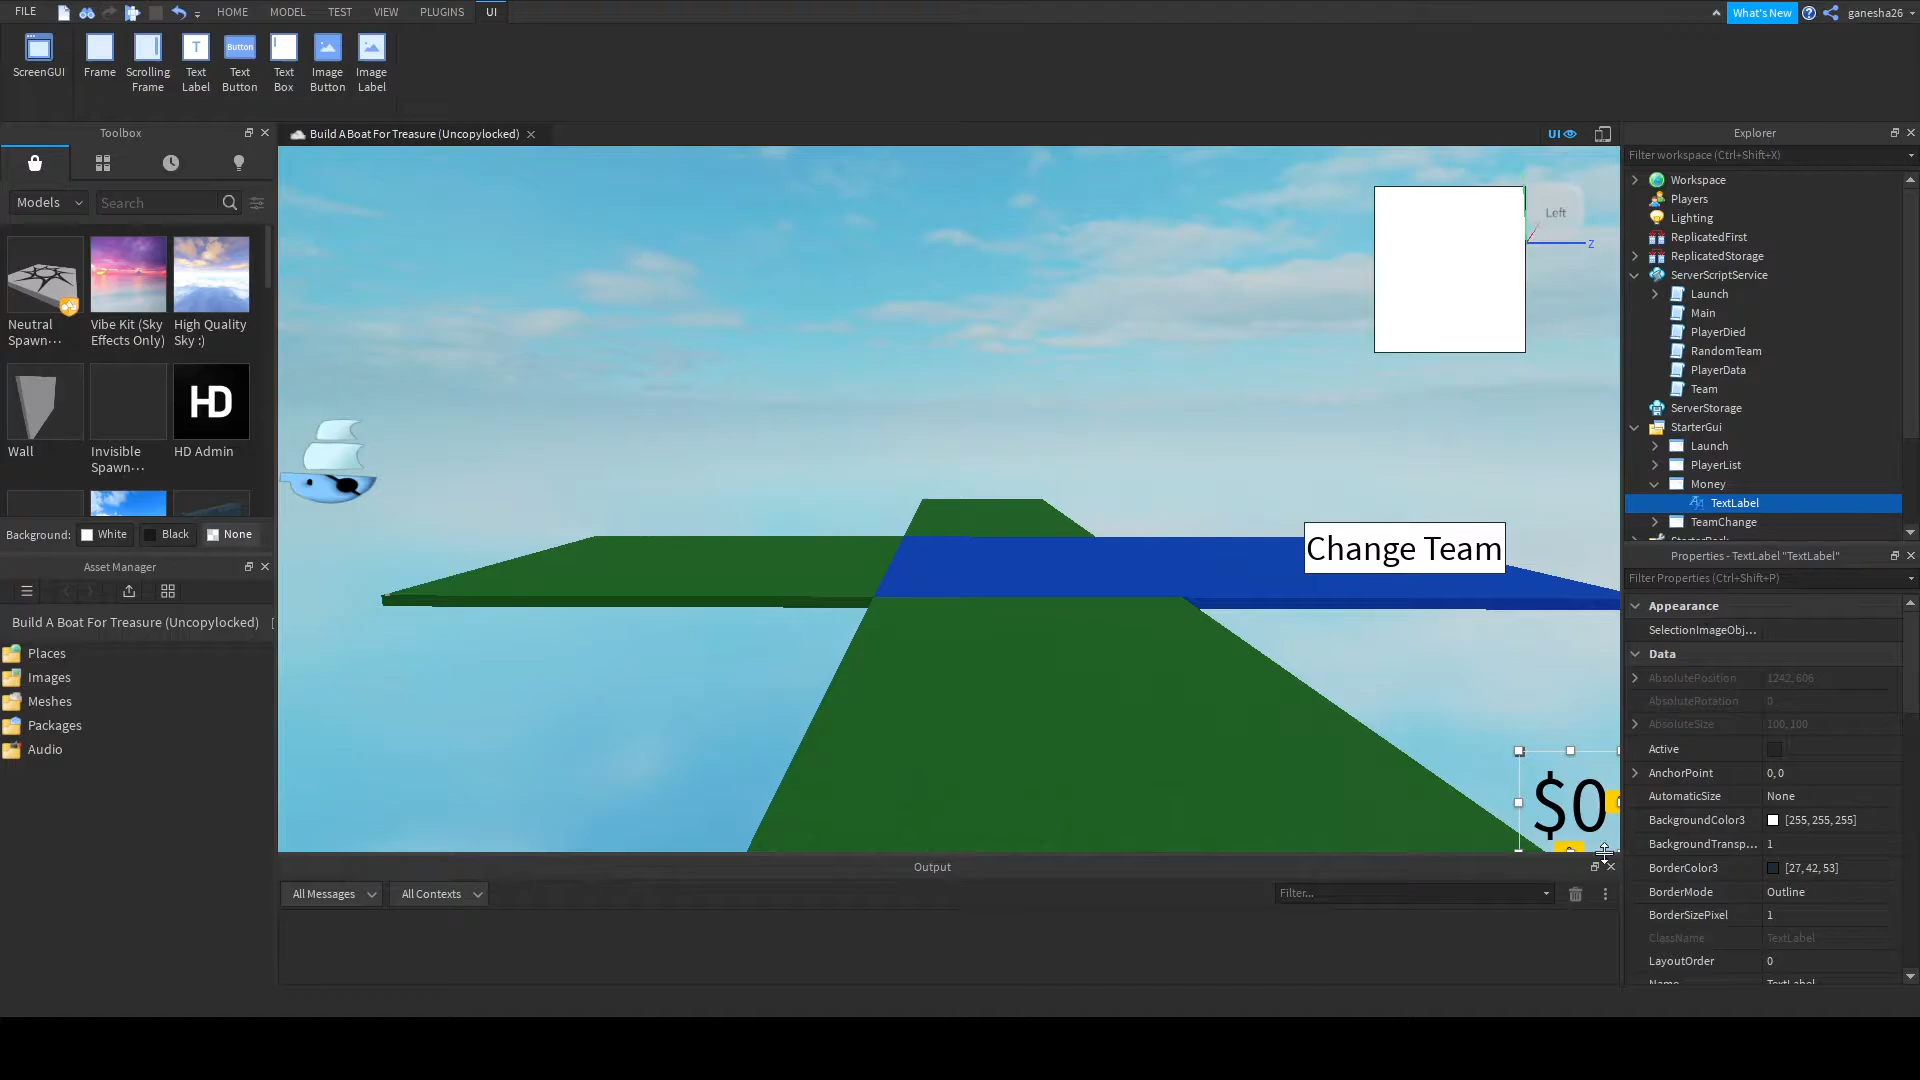 FILE
HOME
MODEL
TEST
VIEW
PLUGINS
UI
What's New
ganesha26
ScreenGUI
Frame
Scrolling
Frame
Text
Label
Button
Text
Button
Text
Box
Image
Button
Image
Label
Toolbox
Models
Search
Neutral
Spawn...
Vibe Kit (Sky
Effects Only)
High Quality
Sky :)
Wall
Invisible
Spawn...
HD
HD Admin
Background:
White
Black
None
Asset Manager
Build A Boat For Treasure (Uncopylocked) [
Places
Images
Meshes
Packages
Audio
Build A Boat For Treasure (Uncopylocked)
UI
Left
Z
Change Team
$0
Output
All Messages
All Contexts
Filter...
Explorer
Filter workspace (Ctrl+Shift+X)
Workspace
Players
Lighting
ReplicatedFirst
ReplicatedStorage
ServerScriptService
Launch
Main
PlayerDied
RandomTeam
PlayerData
Team
ServerStorage
StarterGui
Launch
PlayerList
Money
TextLabel
TeamChange
Properties - TextLabel "TextLabel"
Filter Properties (Ctrl+Shift+P)
Appearance
SelectionImageObj...
Data
AbsolutePosition 1242, 606
AbsoluteRotation 0
AbsoluteSize 100, 100
Active
AnchorPoint 0, 0
AutomaticSize None
BackgroundColor3 [255, 255, 255]
BackgroundTransp... 1
BorderColor3 [27, 42, 53]
BorderMode Outline
BorderSizePixel 1
ClassName TextLabel
LayoutOrder 0